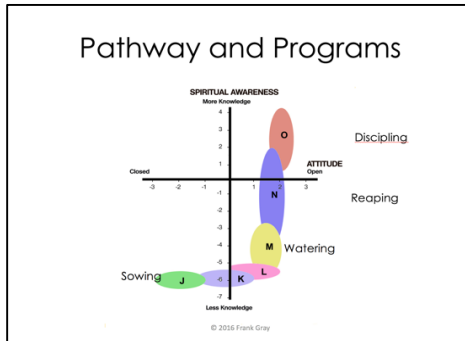 Pathway and Programs
SPIRITUAL AWARENESS
More Knowledge
4
3
2
1
O
Discipling
ATTITUDE
Closed
Open
-3
-2
-1
0
1
2
3
-1
N
Reaping
-2
-3
-4
M
Watering
-5
L
Sowing
J
-6
K
-7
Less Knowledge
© 2016 Frank Gray